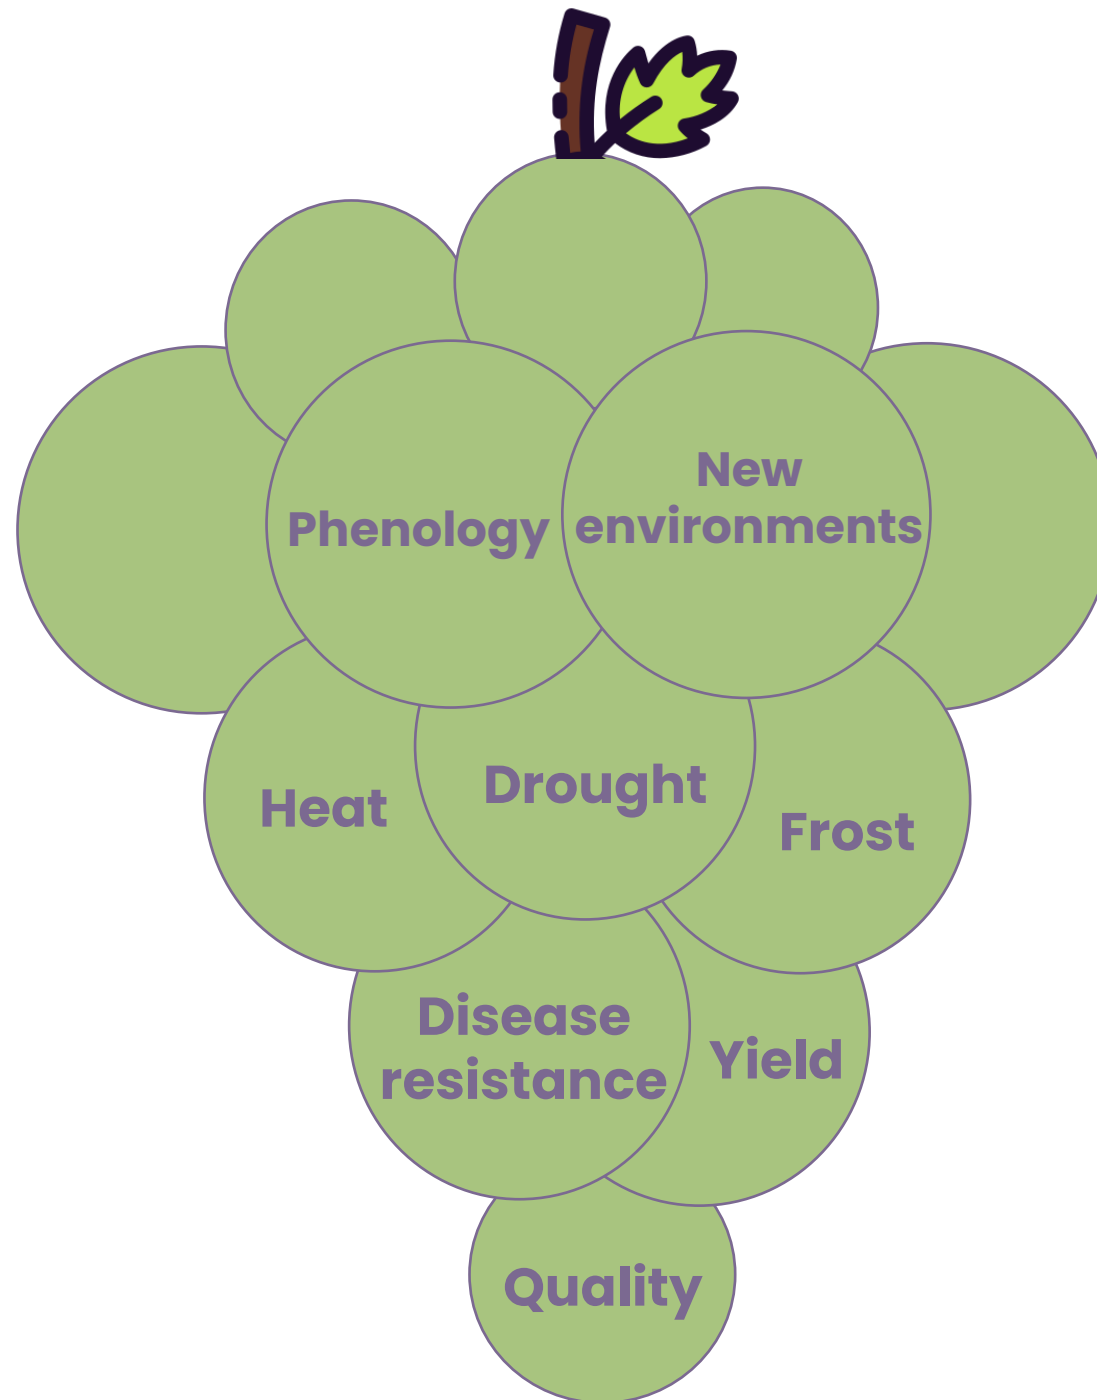 Phenology
New
environments
Heat
Drought
Frost
Disease
resistance
Yield
Quality